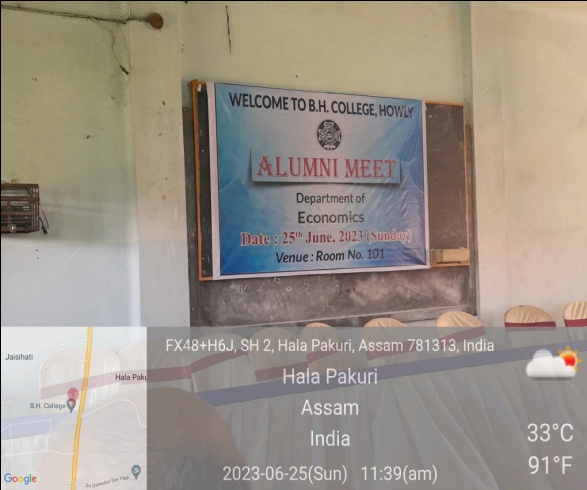 WELCOME TO B.H. COLLEGE, HOWLY
ALUMNI MEET
Department of
Economics
Date : 25th June, 2023 (Sunday)
Venue : Room No. 101
FX48+H6J, SH 2, Hala Pakuri, Assam 781313, India
Hala Pakuri
Assam
India
2023-06-25(Sun) 11:39(am)
33°C
91°F
Jaisihati
Hala Paku
B.H. College
Google